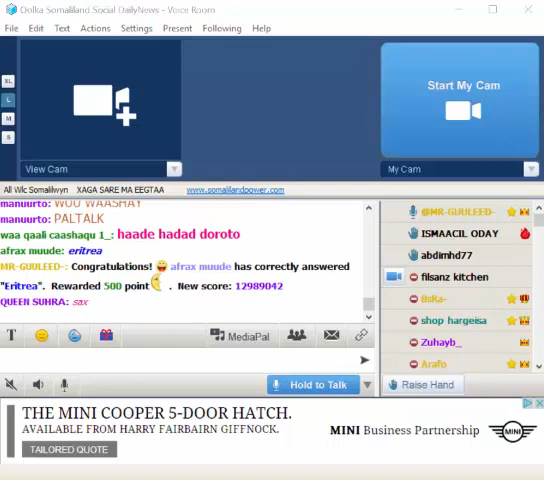 Oolka Somaliland Social DailyNews - Voice Room
File Edit Text Actions Settings Present Following Help
XL
L
M
S
Start My Cam
View Cam
My Cam
All Wlc Somalilwyn XAGA SARE MA EEGTAA www.somalilandpower.com
manuurto: WUU WAASHAY
manuurto: PALTALK
waa qaali caashaqu 1_: haade hadad doroto
afrax muude: eritrea
MR-GUULEED-: Congratulations! afrax muude has correctly answered
"Eritrea". Rewarded 500 point . New score: 12989042
QUEEN SUHRA: sax
@MR-GUULEED-
ISMAACIL ODAY
abdimhd77
filsanz kitchen
8sKa-
shop hargeisa
Zuhayb_
Arafo
T
MediaPal
Hold to Talk
Raise Hand
THE MINI COOPER 5-DOOR HATCH.
AVAILABLE FROM HARRY FAIRBAIRN GIFFNOCK.
TAILORED QUOTE
MINI Business Partnership
MINI